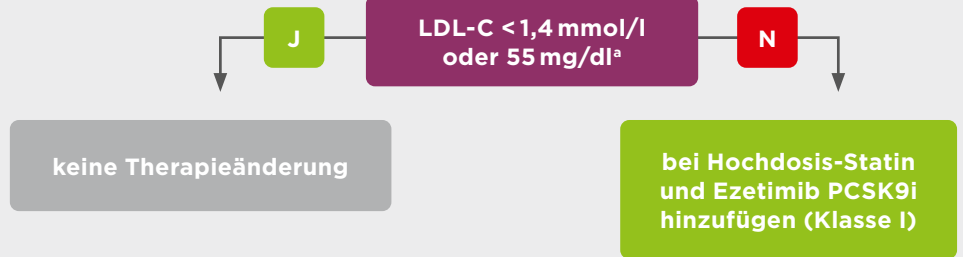 J
LDL-C < 1,4 mmol/l
oder 55 mg/dlᵃ
N
keine Therapieänderung
bei Hochdosis-Statin
und Ezetimib PCSK9i
hinzufügen (Klasse I)